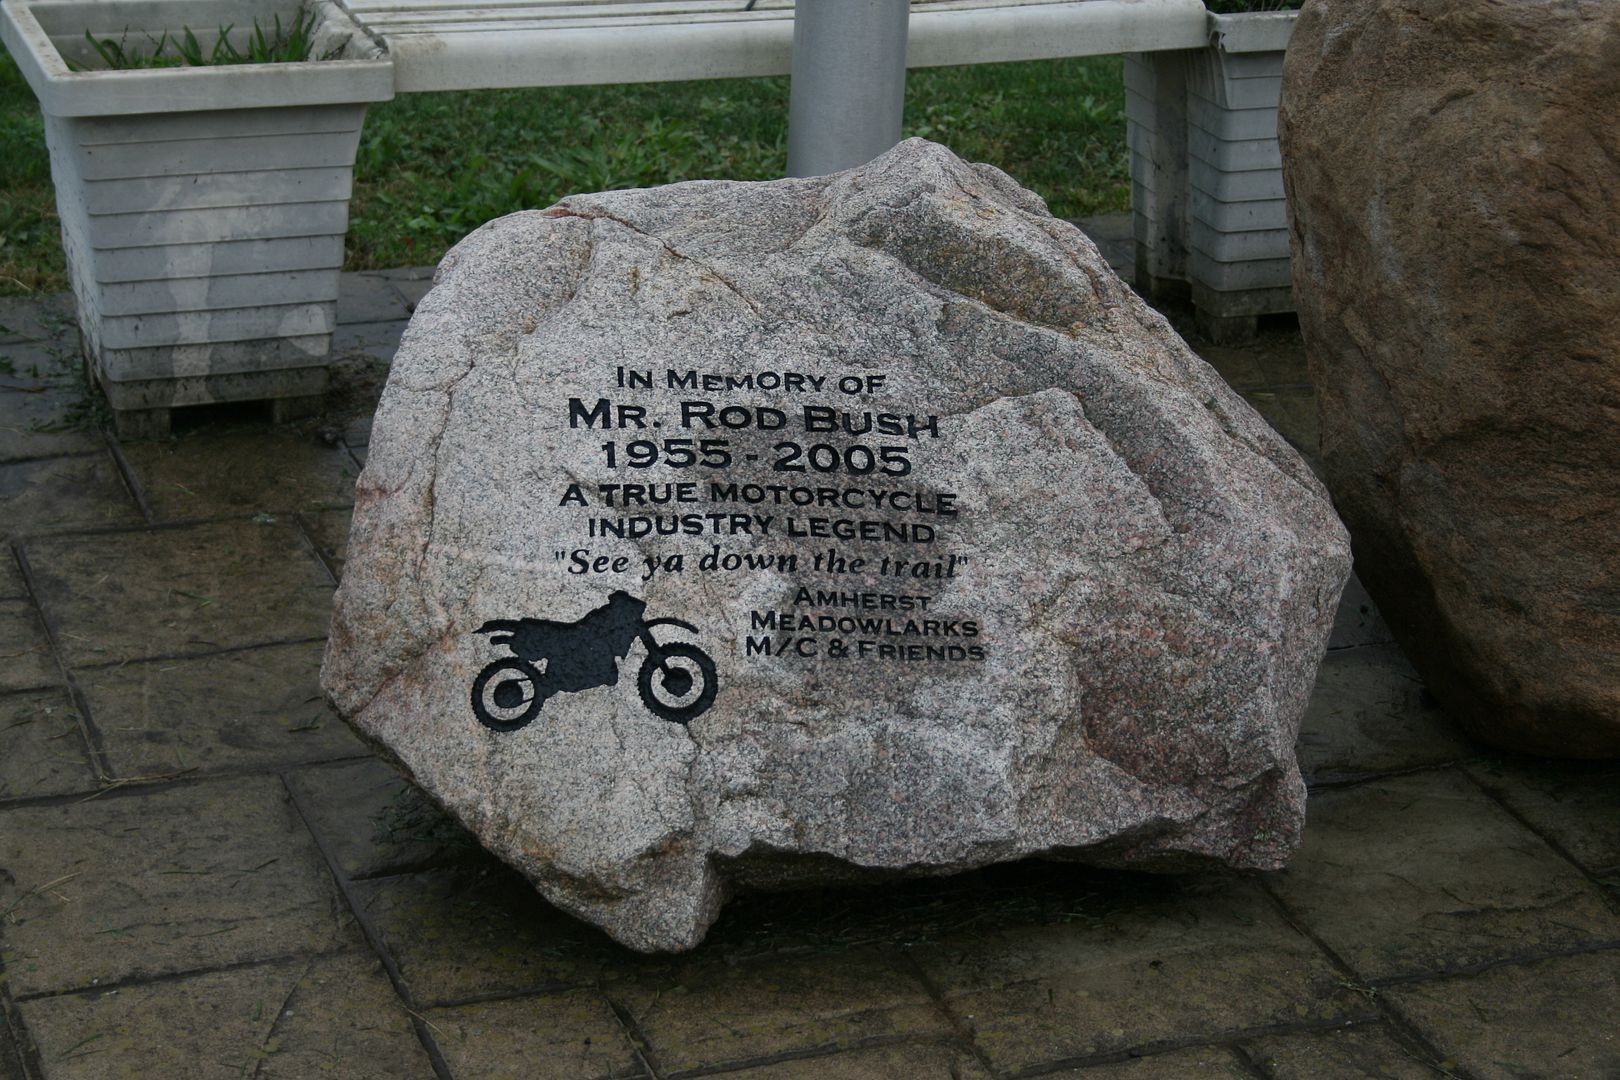 IN MEMORY OF
MR. ROD BUSH
1955 - 2005
A TRUE MOTORCYCLE
INDUSTRY LEGEND
"See ya down the trail"
AMHERST
MEADOWLARKS
M/C & FRIENDS